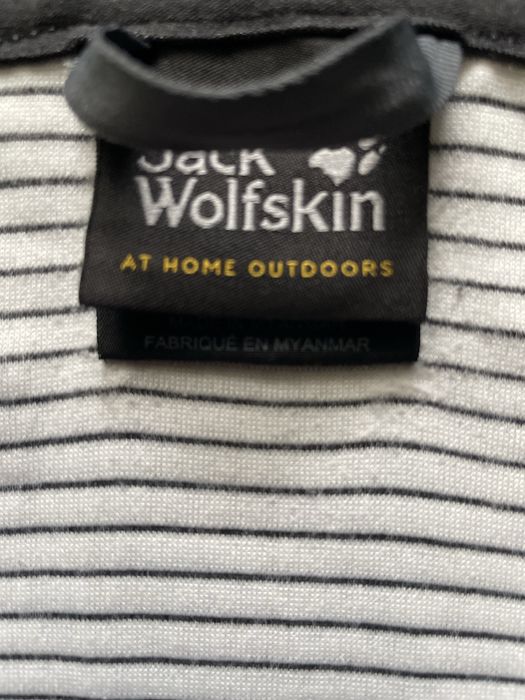 Jack
Wolfskin
AT HOME OUTDOORS
FABRIQUÉ EN MYANMAR